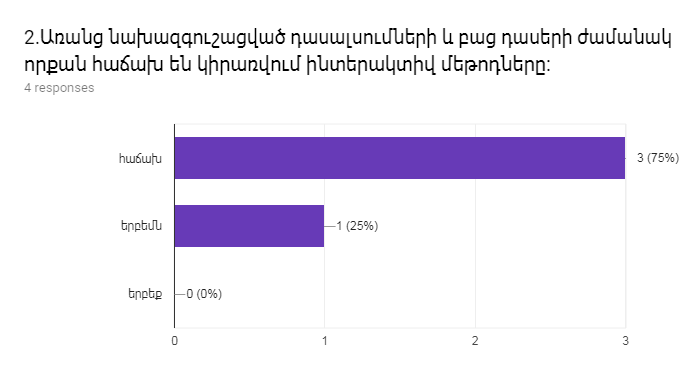 2.Առանց նախազգուշացված դասալսումների և բաց դասերի ժամանակ
որքան հաճախ են կիրառվում ինտերակտիվ մեթոդները:
4 responses
հաճախ
3 (75%)
երբեմն
1 (25%)
երբեք
0 (0%)
0
1
2
3